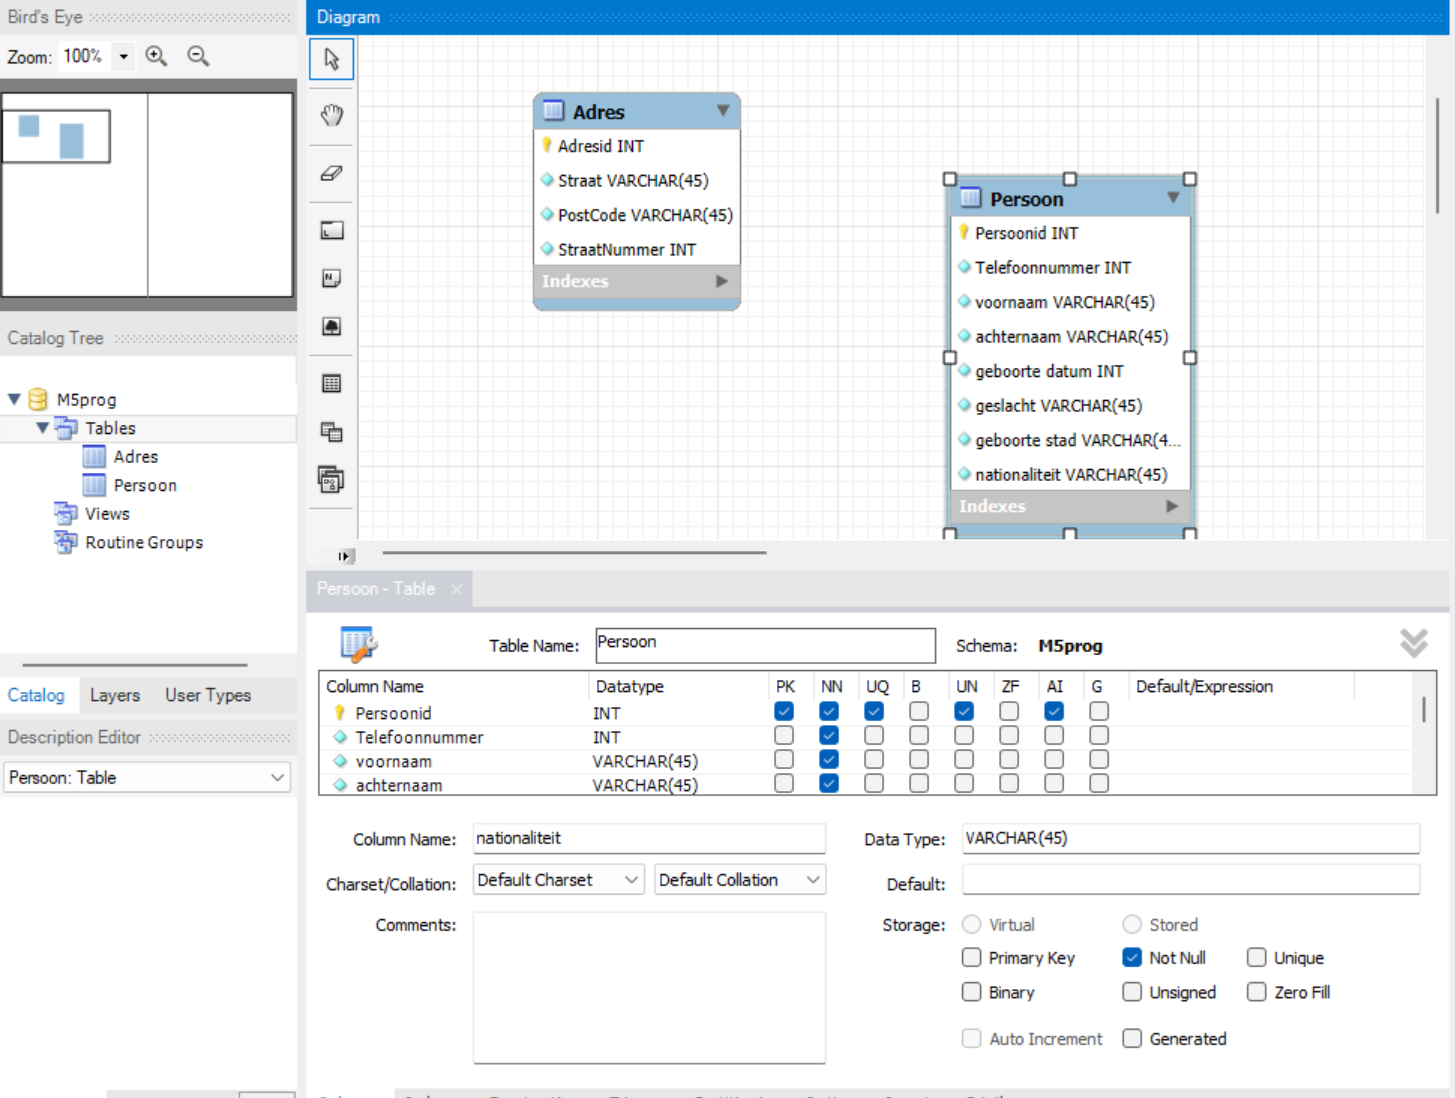 Bird's Eye
Zoom: 100%
Diagram
Adres
Adresid INT
Straat VARCHAR(45)
PostCode VARCHAR(45)
StraatNummer INT
Indexes
Persoon
Persoonid INT
Telefoonnummer INT
voornaam VARCHAR(45)
achternaam VARCHAR(45)
geboorte datum INT
geslacht VARCHAR(45)
geboorte stad VARCHAR(4...
nationaliteit VARCHAR(45)
Indexes
Catalog Tree
M5prog
Tables
Adres
Persoon
Views
Routine Groups
Catalog Layers User Types
Description Editor
Persoon: Table
Persoon - Table
Table Name: Persoon Schema: M5prog
Column Name Datatype PK NN UQ B UN ZF AI G Default/Expression
Persoonid INT
Telefoonnummer INT
voornaam VARCHAR(45)
achternaam VARCHAR(45)
Column Name: nationaliteit Data Type: VARCHAR(45)
Charset/Collation: Default Charset Default Collation Default:
Comments: Storage: Virtual Stored
Primary Key Not Null Unique
Binary Unsigned Zero Fill
Auto Increment Generated